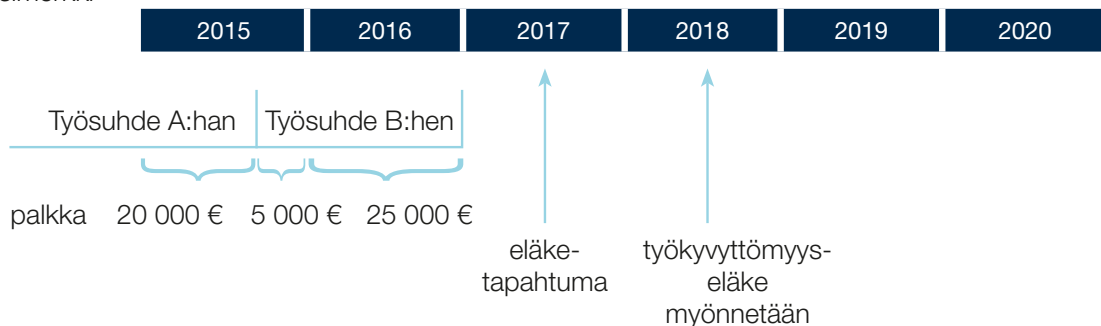 2015 2016 2017 2018 2019 2020
Työsuhde A:han Työsuhde B:hen
palkka 20 000 € 5 000 € 25 000 €
eläke-
tapahtuma
työkyvyttömyys-
eläke
myönnetään